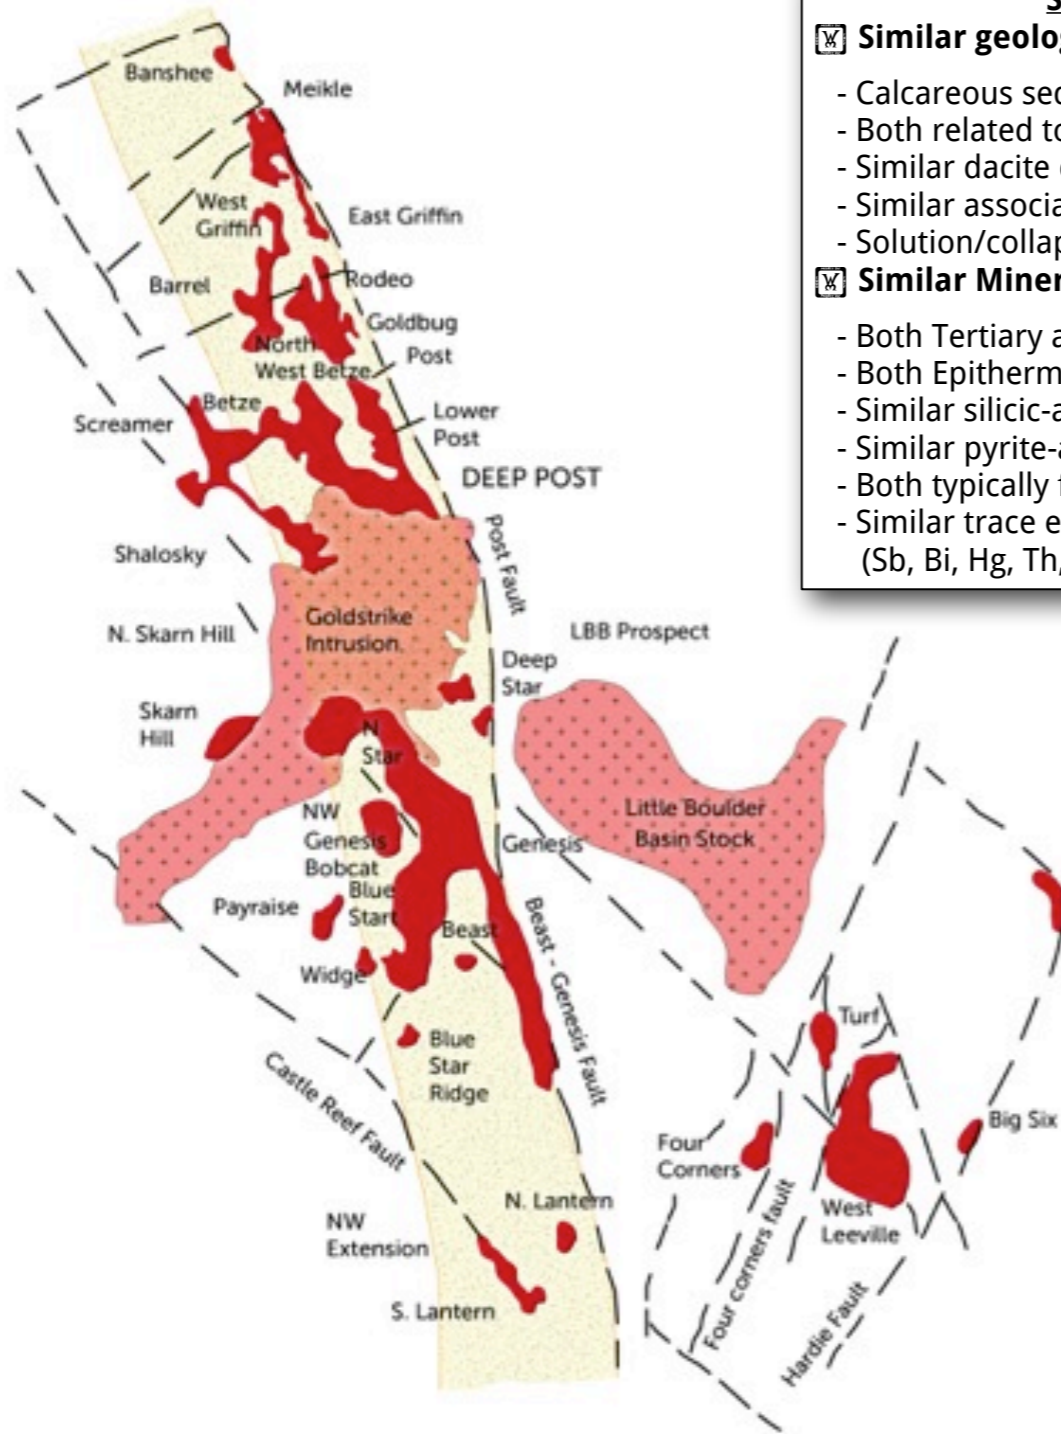 Similar geolog
- Calcareous sed
- Both related to
- Similar dacite
- Similar associa
- Solution/collap
Similar Miner
- Both Tertiary a
- Both Epitherm
- Similar silicic-a
- Similar pyrite-a
- Both typically
- Similar trace e
(Sb, Bi, Hg, Th,
Banshee
Meikle
West
Griffin
East Griffin
Barrel
Rodeo
Goldbug
North
West Betze
Post
Betze
Screamer
Lower
Post
DEEP POST
Post Fault
Shalosky
Goldstrike
Intrusion.
N. Skarn Hill
LBB Prospect
Deep
Star
Skarn
Hill
N
Star
Little Boulder
Basin Stock
NW
Genesis
Bobcat
Genesis
Blue
Start
Payraise
Beast
Beast - Genesis Fault
Widge
Turf
Blue
Star
Ridge
Castle Reef Fault
Big Six
Four
Corners
N. Lantern
West
Leeville
NW
Extension
Four corners fault
S. Lantern
Hardie Fault